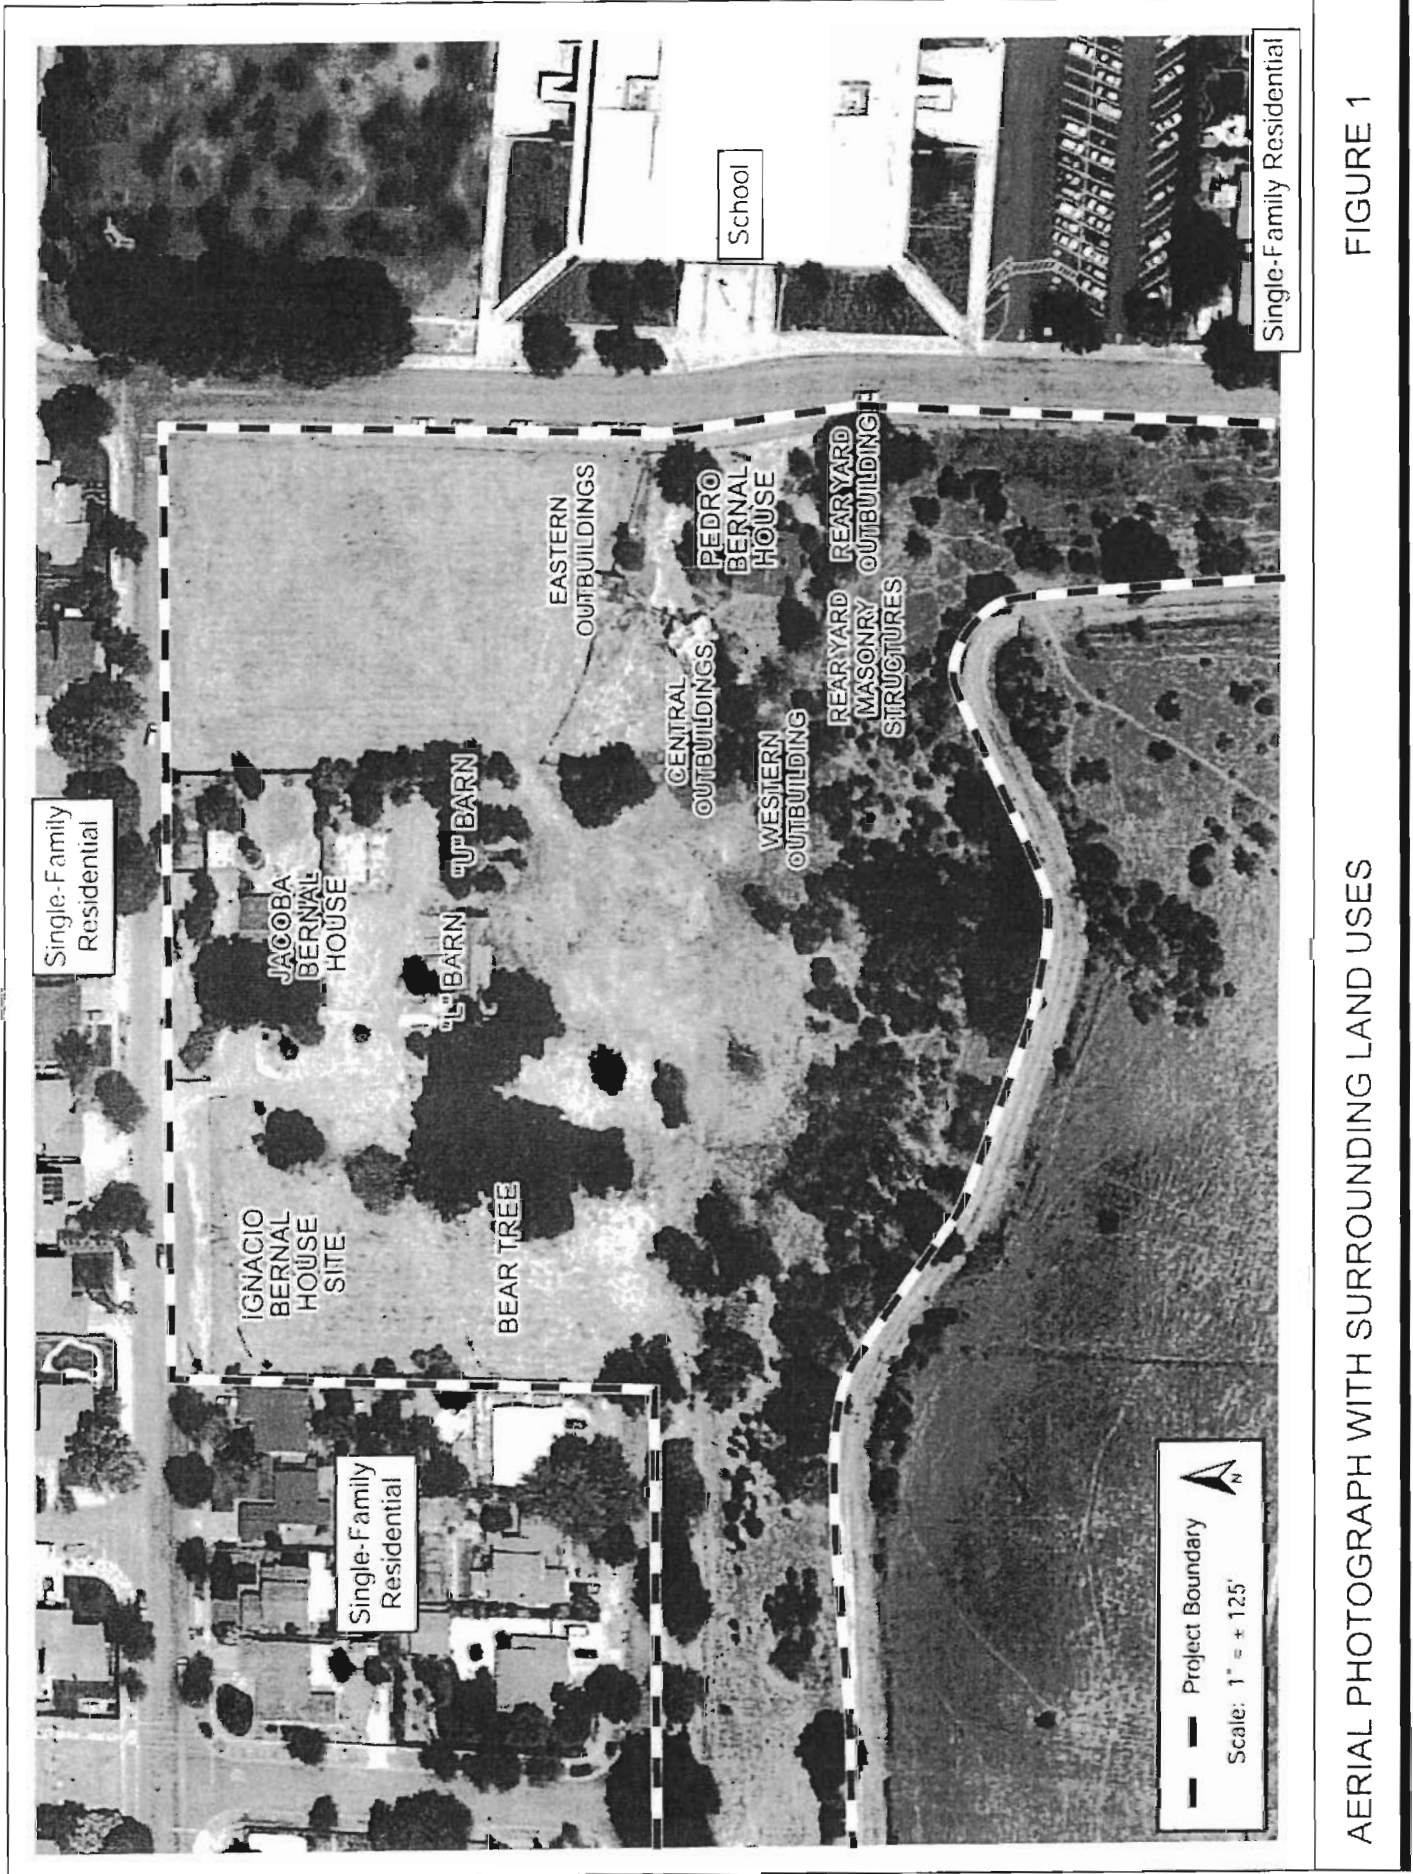 Single-Family
Residential
School
Single-Family Residential
JACOBA
BERNAL
HOUSE
IGNACIO
BERNAL
HOUSE
SITE
"L" BARN
"U" BARN
BEAR TREE
EASTERN
OUTBUILDINGS
PEDRO
BERNAL
HOUSE
CENTRAL
OUTBUILDINGS
WESTERN
OUTBUILDING
REARYARD
OUTBUILDING
REARYARD
MASONRY
STRUCTURES
Single-Family
Residential
Project Boundary
Scale: 1" = ± 125'
N
AERIAL PHOTOGRAPH WITH SURROUNDING LAND USES
FIGURE 1